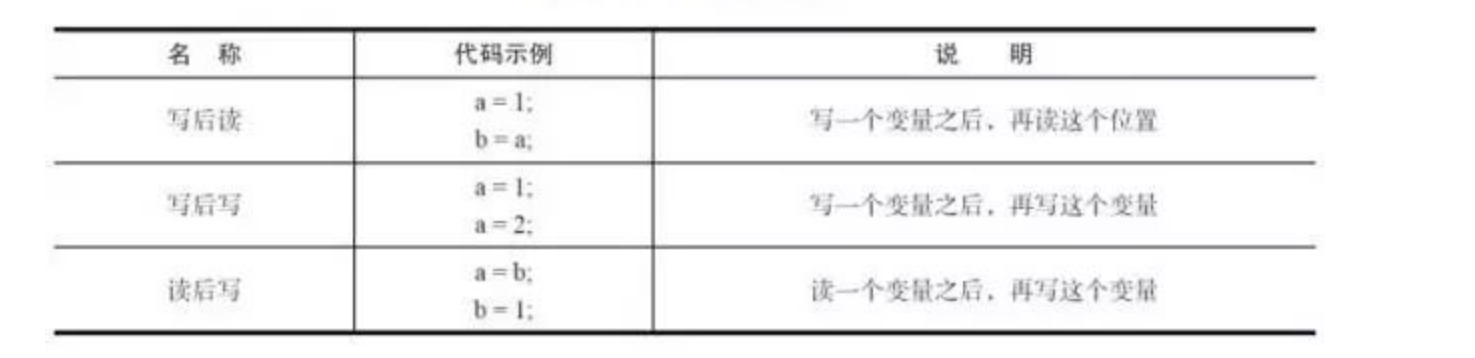 名 称 代码示例 说 明
写后读 a = 1; 写一个变量之后，再读这个位置
b = a;
写后写 a = 1; 写一个变量之后，再写这个变量
a = 2;
读后写 a = b; 读一个变量之后，再写这个变量
b = 1;